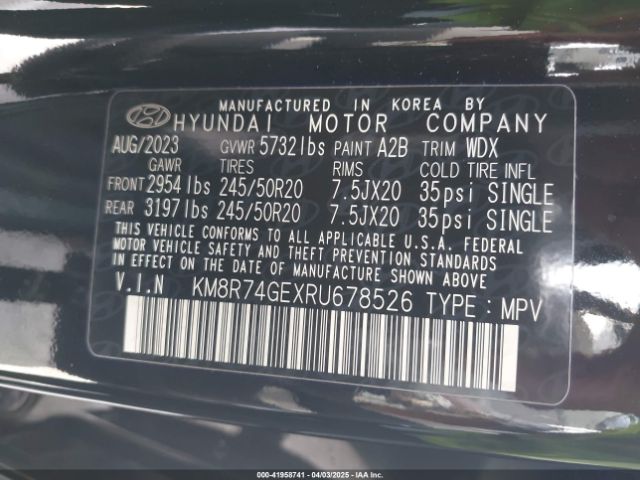 MANUFACTURED IN KOREA BY
HYUNDAI MOTOR COMPANY
AUG/2023 GVWR 5732lbs PAINT A2B TRIM WDX
GAWR TIRES RIMS COLD TIRE INFL
FRONT 2954lbs 245/50R20 7.5JX20 35psi SINGLE
REAR 3197lbs 245/50R20 7.5JX20 35psi SINGLE
THIS VEHICLE CONFORMS TO ALL APPLICABLE U.S.A. FEDERAL
MOTOR VEHICLE SAFETY AND THEFT PREVENTION STANDARDS IN
EFFECT ON THE DATE OF MANUFACTURE SHOWN ABOVE.
V.I.N KM8R74GEXRU678526 TYPE : MPV
000-41958741 - 04/03/2025 - IAAI.COM